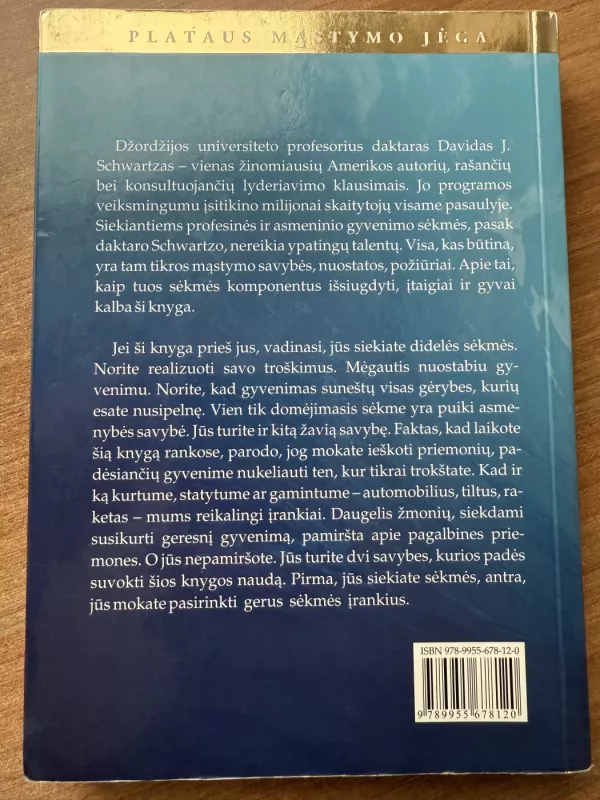 PLATAUS MĄSTYMO JĖGA
Džordžijos universiteto profesorius daktaras Davidas J.
Schwartzas – vienas žinomiausių Amerikos autorių, rašančių
bei konsultuojančių lyderiavimo klausimais. Jo programos
veiksmingumu įsitikino milijonai skaitytojų visame pasaulyje.
Siekiantiems profesinės ir asmeninio gyvenimo sėkmės, pasak
daktaro Schwartzo, nereikia ypatingų talentų. Visa, kas būtina,
yra tam tikros mąstymo savybės, nuostatos, požiūriai. Apie tai,
kaip tuos sėkmės komponentus išsiugdyti, įtaigiai ir gyvai
kalba ši knyga.
Jei ši knyga prieš jus, vadinasi, jūs siekiate didelės sėkmės.
Norite realizuoti savo troškimus. Mėgautis nuostabiu gy-
venimu. Norite, kad gyvenimas suneštų visas gėrybes, kurių
esate nusipelnę. Vien tik domėjimasis sėkme yra puiki asme-
nybės savybė. Jūs turite ir kitą žavią savybę. Faktas, kad laikote
šią knygą rankose, parodo, jog mokate ieškoti priemonių, pa-
dėsiančių gyvenime nukeliauti ten, kur tikrai trokštate. Kad ir
ką kurtume, statytume ar gamintume – automobilius, tiltus, ra-
ketas – mums reikalingi įrankiai. Daugelis žmonių, siekdami
susikurti geresnį gyvenimą, pamiršta apie pagalbines prie-
mones. O jūs nepamiršote. Jūs turite dvi savybes, kurios padės
suvokti šios knygos naudą. Pirma, jūs siekiate sėkmės, antra,
jūs mokate pasirinkti gerus sėkmės įrankius.
ISBN 978-9955-678-12-0
9 789955 678120